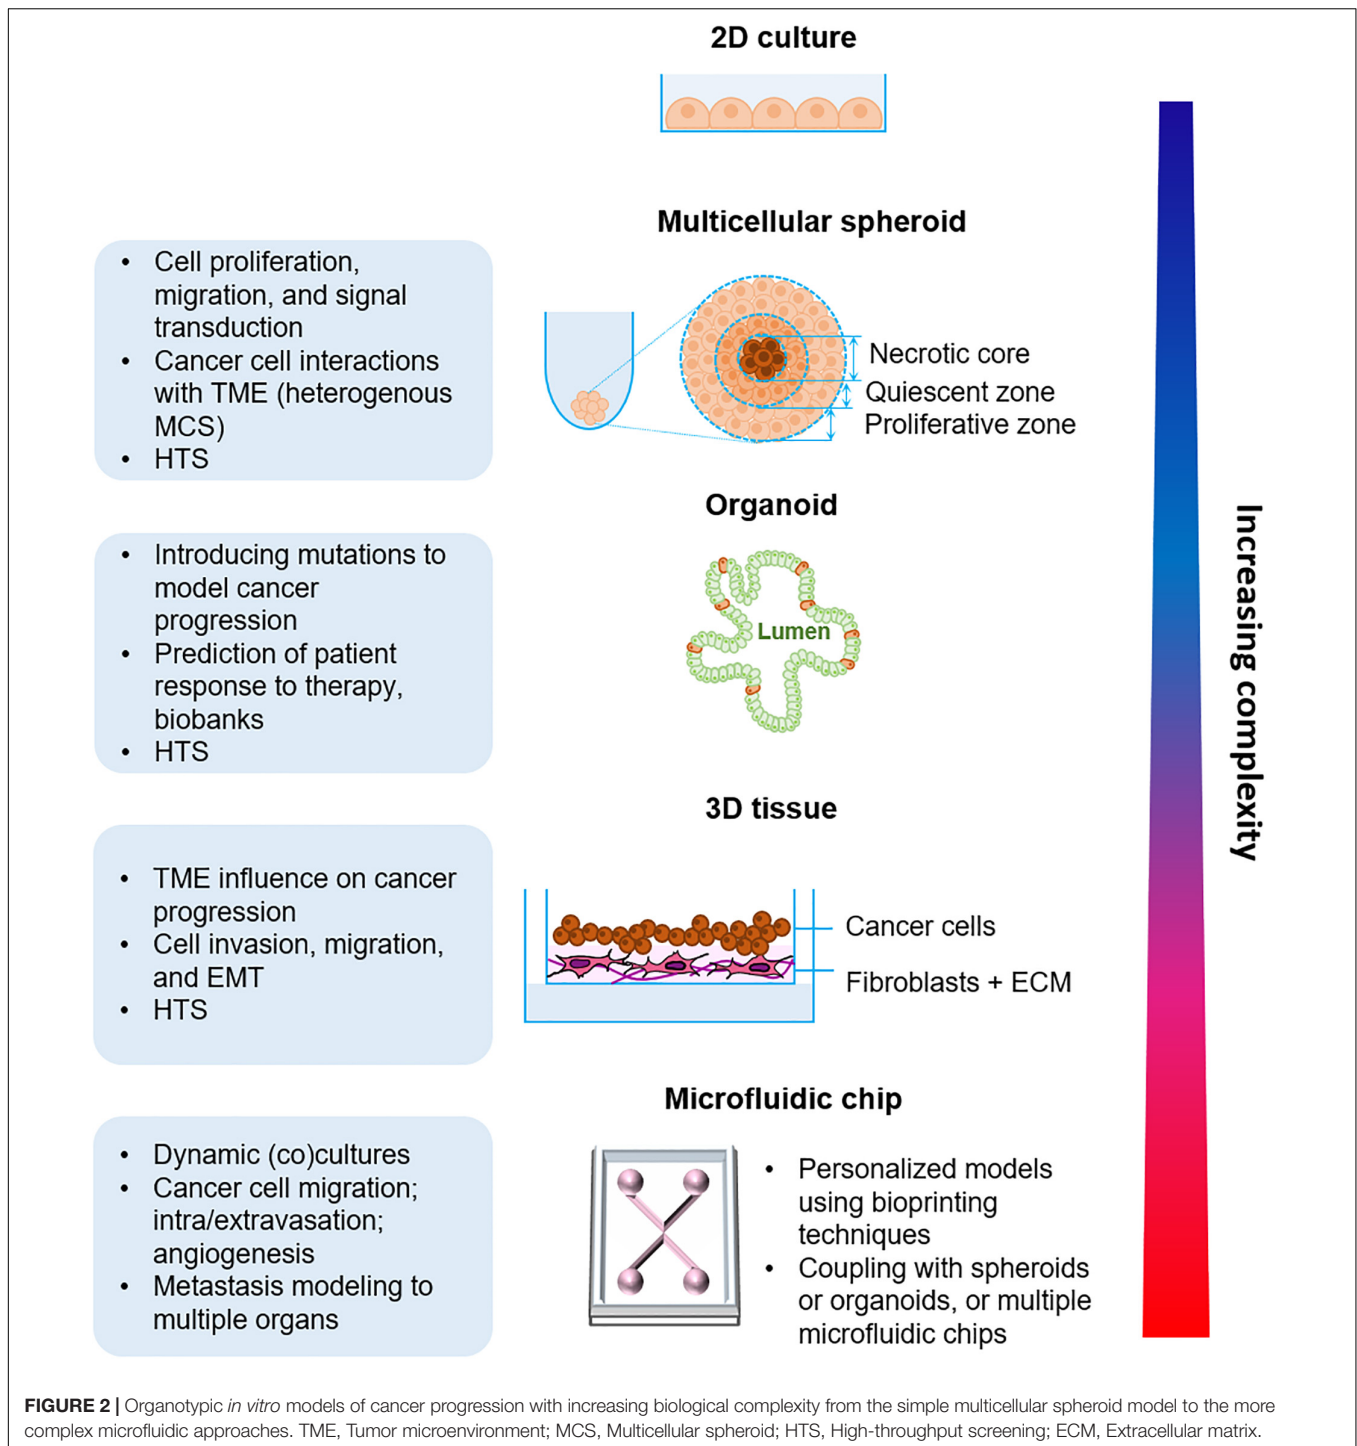 2D culture
Multicellular spheroid
• Cell proliferation,
migration, and signal
transduction
• Cancer cell interactions
with TME (heterogenous
MCS)
• HTS
Necrotic core
Quiescent zone
Proliferative zone
Organoid
• Introducing mutations to
model cancer
progression
• Prediction of patient
response to therapy,
biobanks
• HTS
Lumen
3D tissue
• TME influence on cancer
progression
• Cell invasion, migration,
and EMT
• HTS
Cancer cells
Fibroblasts + ECM
Microfluidic chip
• Dynamic (co)cultures
• Cancer cell migration;
intra/extravasation;
angiogenesis
• Metastasis modeling to
multiple organs
• Personalized models
using bioprinting
techniques
• Coupling with spheroids
or organoids, or multiple
microfluidic chips
Increasing complexity
FIGURE 2 | Organotypic in vitro models of cancer progression with increasing biological complexity from the simple multicellular spheroid model to the more
complex microfluidic approaches. TME, Tumor microenvironment; MCS, Multicellular spheroid; HTS, High-throughput screening; ECM, Extracellular matrix.